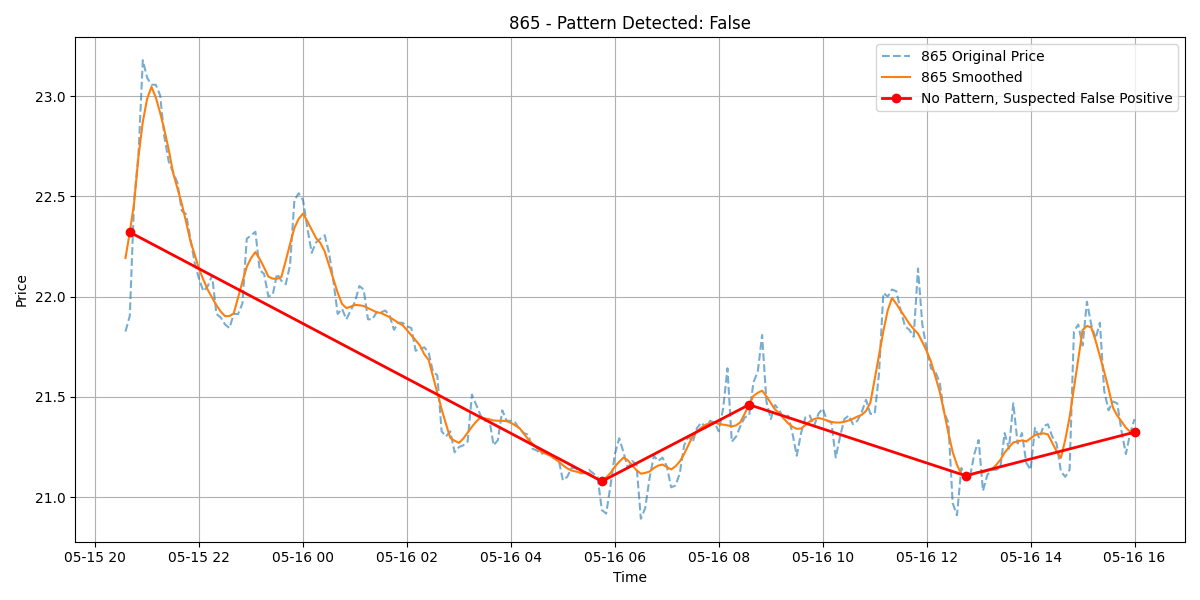 865 - Pattern Detected: False
865 Original Price
865 Smoothed
No Pattern, Suspected False Positive
Price
23.0
22.5
22.0
21.5
21.0
05-15 20 05-15 22 05-16 00 05-16 02 05-16 04 05-16 06 05-16 08 05-16 10 05-16 12 05-16 14 05-16 16
Time